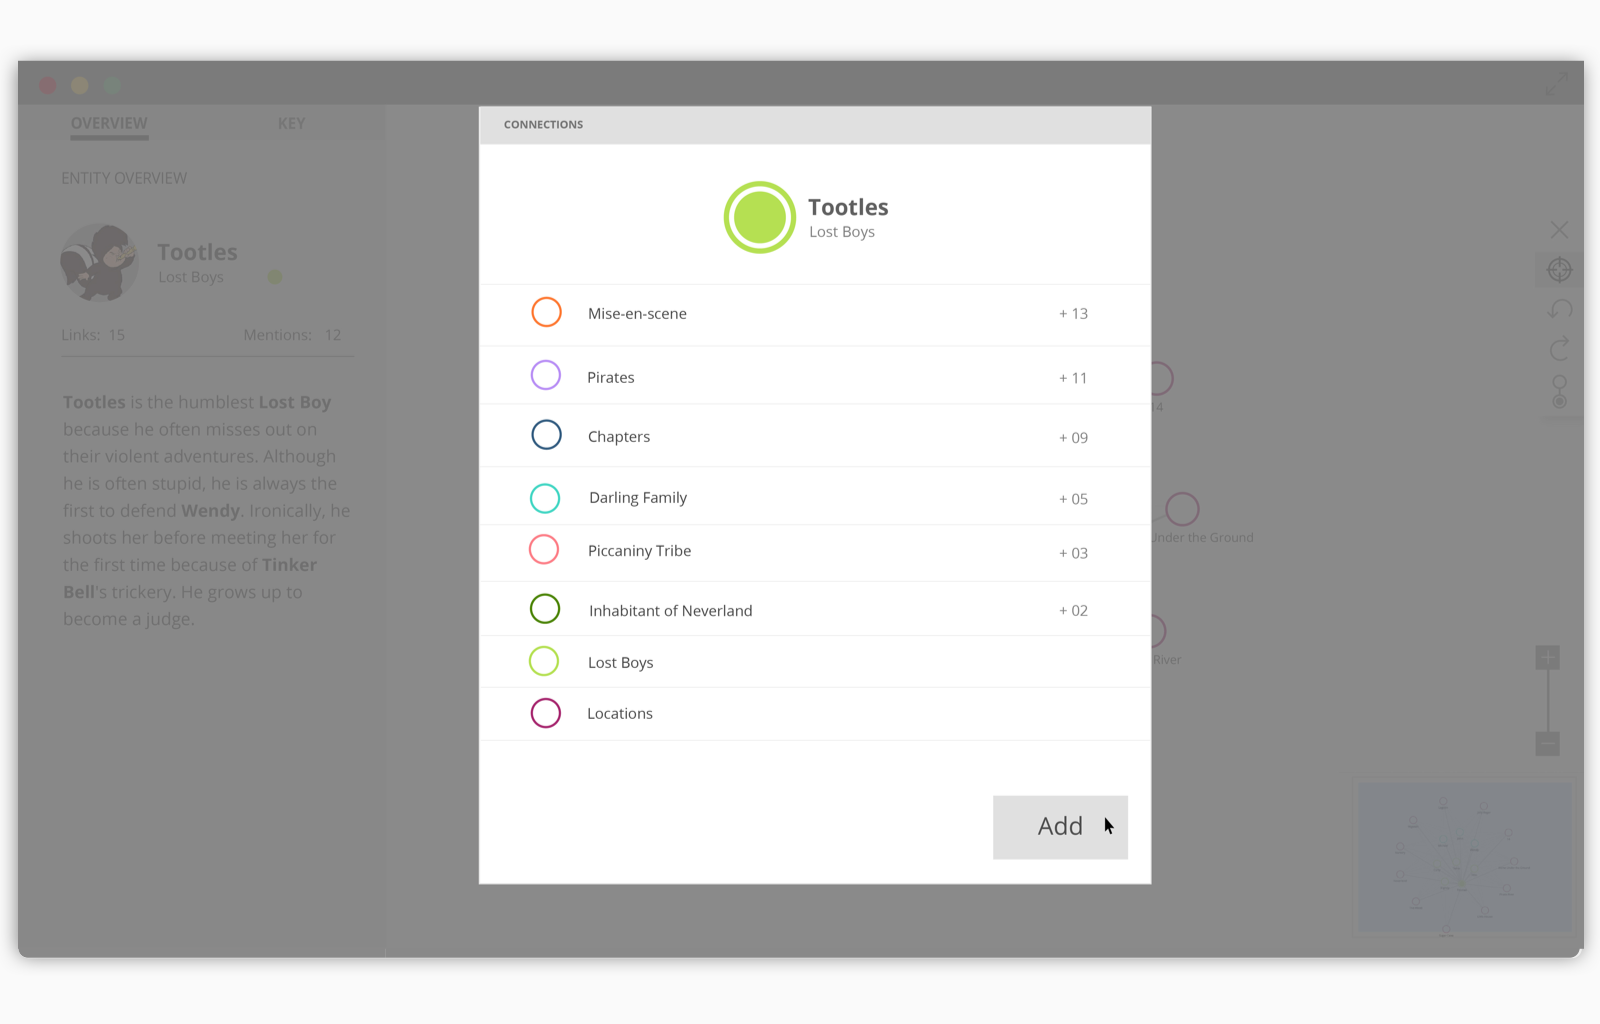 OVERVIEW KEY
ENTITY OVERVIEW
Tootles
Lost Boys
Links: 15 Mentions: 12
Tootles is the humblest Lost Boy
because he often misses out on
their violent adventures. Although
he is often stupid, he is always the
first to defend Wendy. Ironically, he
shoots her before meeting her for
the first time because of Tinker
Bell's trickery. He grows up to
become a judge.
CONNECTIONS
Tootles
Lost Boys
Mise-en-scene + 13
Pirates + 11
Chapters + 09
Darling Family + 05
Piccaniny Tribe + 03
Inhabitant of Neverland + 02
Lost Boys
Locations
Add
14
Under the Ground
River